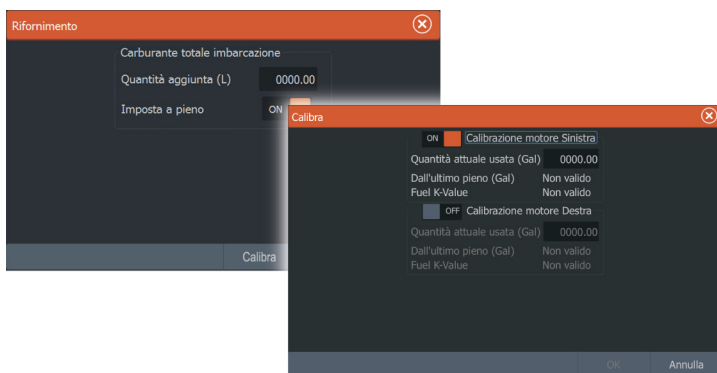 Rifornimento
Carburante totale imbarcazione
Quantità aggiunta (L) 0000.00
Imposta a pieno ON
Calibra
Calibra
ON Calibrazione motore Sinistra
Quantità attuale usata (Gal) 0000.00
Dall'ultimo pieno (Gal) Non valido
Fuel K-Value Non valido
OFF Calibrazione motore Destra
Quantità attuale usata (Gal) 0000.00
Dall'ultimo pieno (Gal) Non valido
Fuel K-Value Non valido
OK Annulla